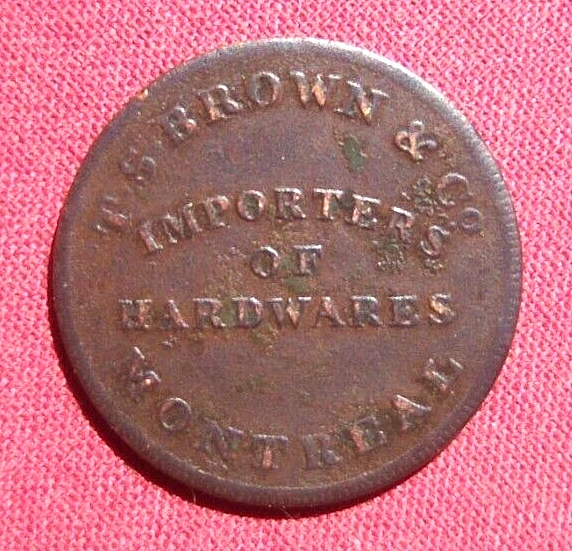 T. S. BROWN & Co
IMPORTERS
OF
HARDWARES
MONTREAL